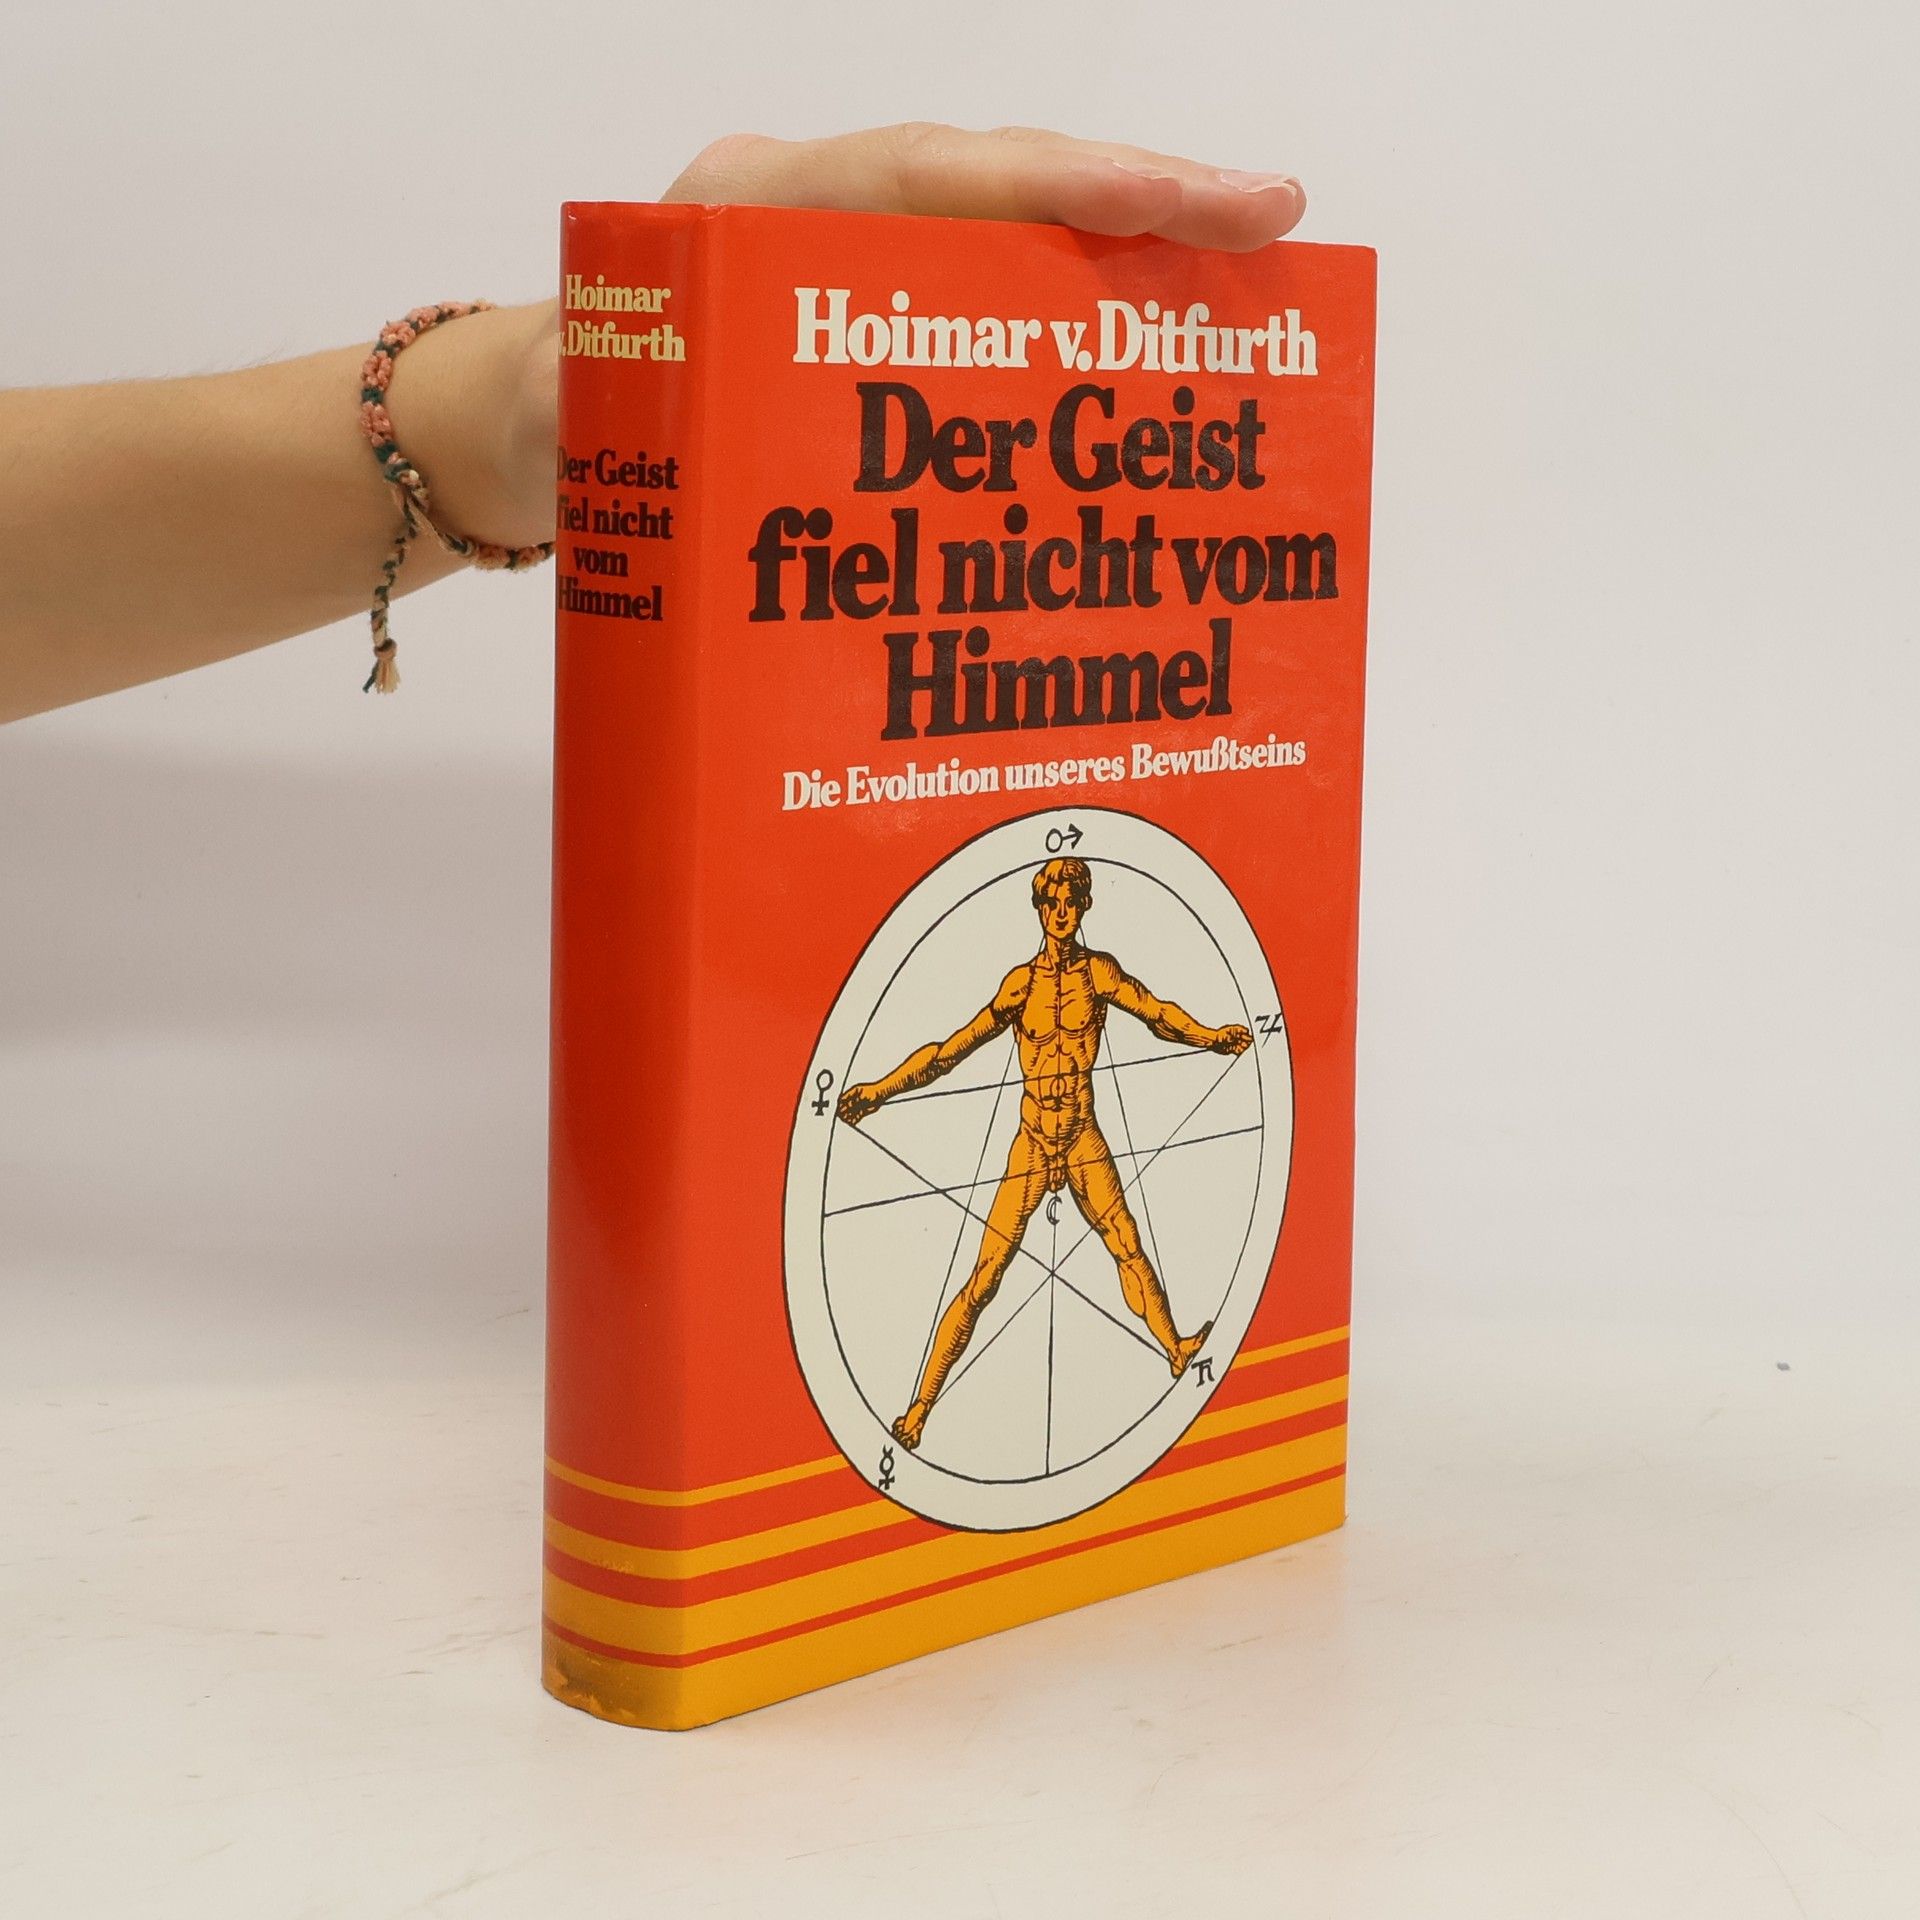 Hoimar
v.Ditfurth
Der Geist
fiel nicht
vom
Himmel
Hoimar v. Ditfurth
Der Geist
fiel nicht vom
Himmel
Die Evolution unseres Bewußtseins